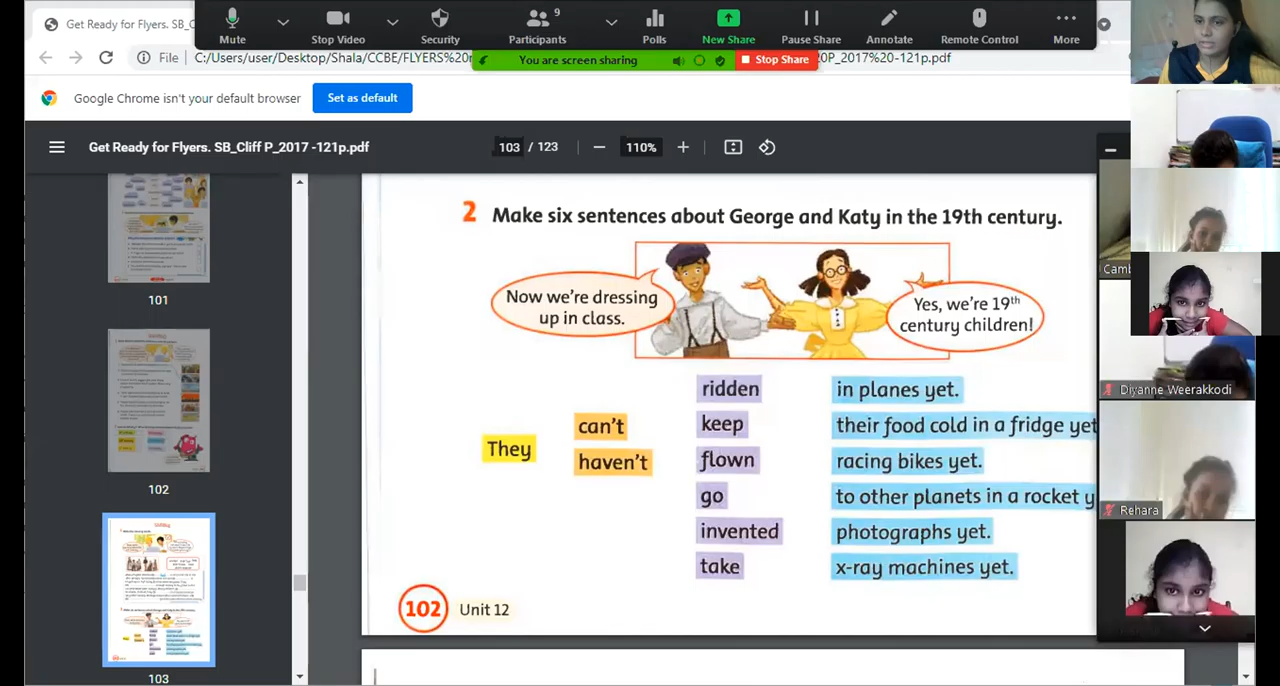 Get Ready for Flyers. SB_C
Mute
Stop Video
Security
9
Participants
Polls
New Share
Pause Share
Annotate
Remote Control
More
File
C:/Users/user/Desktop/Shala/CCBE/FLYERS%20
You are screen sharing
Stop Share
P_2017%20-121p.pdf
Google Chrome isn't your default browser
Set as default
Get Ready for Flyers. SB_Cliff P_2017 -121p.pdf
103 / 123
110%
101
102
103
2 Make six sentences about George and Katy in the 19th century.
Now we're dressing
up in class.
Yes, we're 19th
century children!
They
can't
haven't
ridden
keep
flown
go
invented
take
in planes yet.
their food cold in a fridge yet
racing bikes yet.
to other planets in a rocket y
photographs yet.
x-ray machines yet.
102 Unit 12
Camb
Diyanne Weerakkodi
Rehara